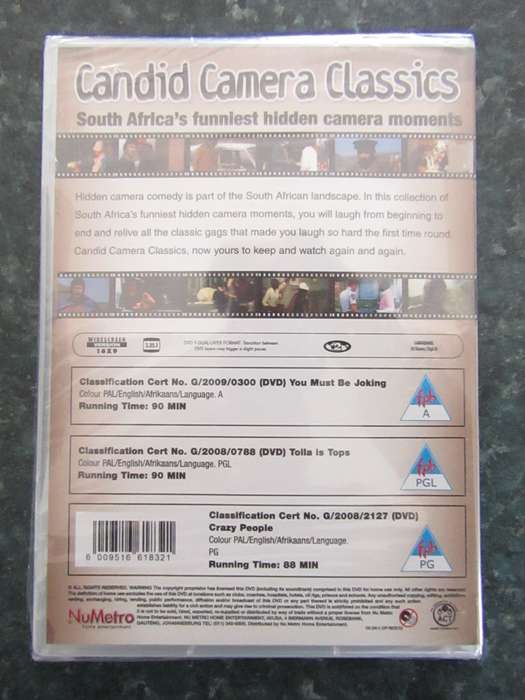 Candid Camera Classics
South Africa's funniest hidden camera moments
Hidden camera comedy is part of the South African landscape. In this collection of
South Africa's funniest hidden camera moments, you will laugh from beginning to
end and relive all the classic gags that made you laugh so hard the first time round.
Candid Camera Classics, now yours to keep and watch again and again.
WIDESCREEN
VERSION
16:9
Classification Cert No. G/2009/0300 (DVD) You Must Be Joking
Colour PAL/English/Afrikaans/Language. A
Running Time: 90 MIN
fpb
A
Classification Cert No. G/2008/0788 (DVD) Tolla is Tops
Colour PAL/English/Afrikaans/Language. PGL
Running Time: 90 MIN
fpb
PGL
Classification Cert No. G/2008/2127 (DVD)
Crazy People
Colour PAL/English/Afrikaans/Language.
PG
Running Time: 88 MIN
fpb
PG
6 009516 618321
NuMetro
home entertainment